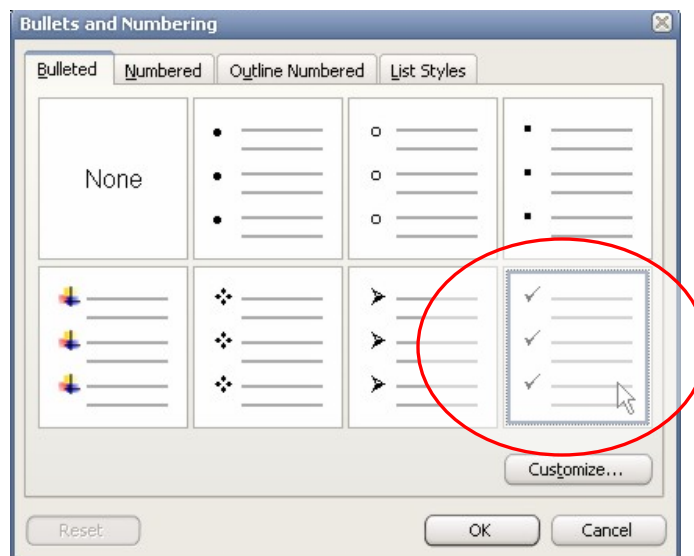 Bullets and Numbering
Bulleted Numbered Outline Numbered List Styles
None
Customize...
Reset OK Cancel